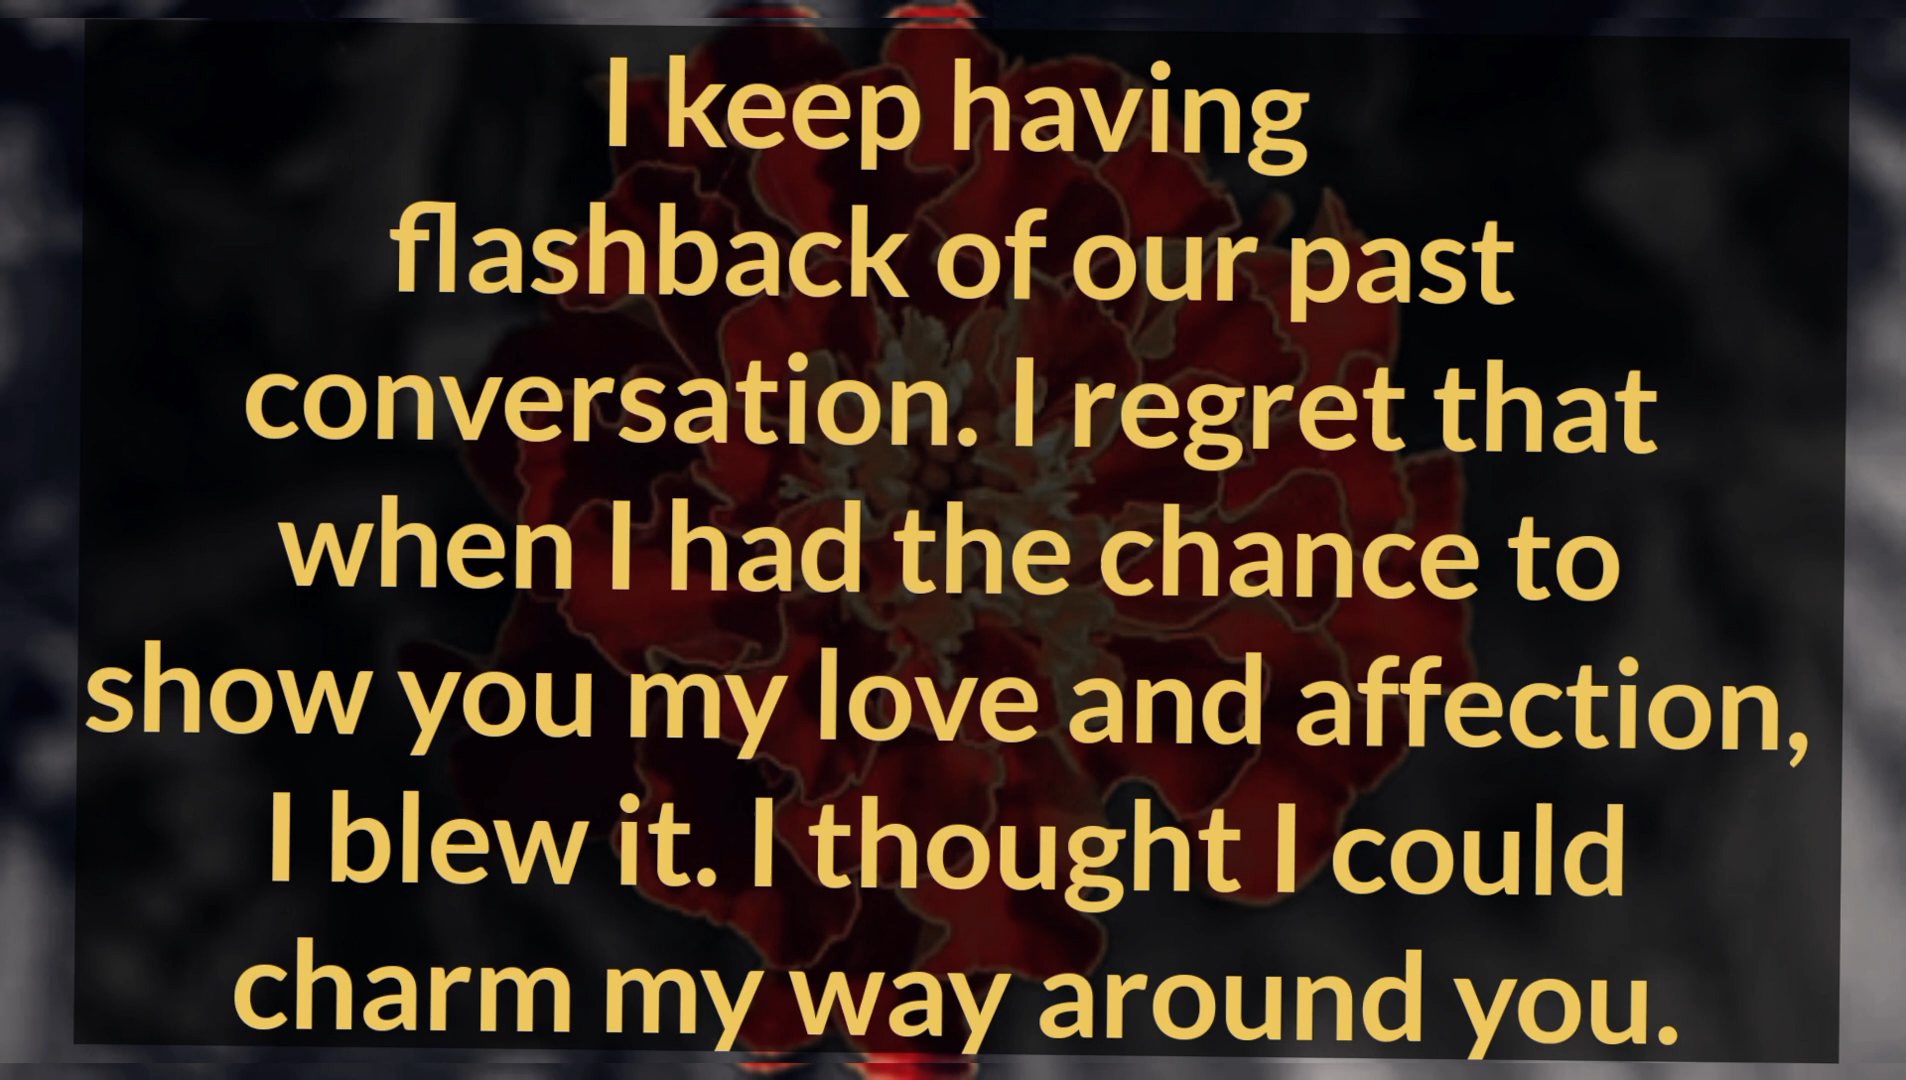 I keep having
flashback of our past
conversation. I regret that
when I had the chance to
show you my love and affection,
I blew it. I thought I could
charm my way around you.